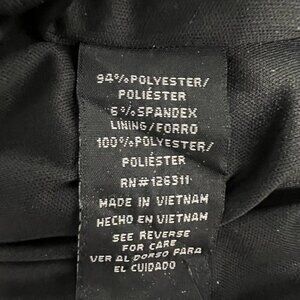 94%POLYESTER/
POLIÉSTER
6%SPANDEX
LINING/FORRO
100%POLYESTER/
POLIÉSTER
RN#126311
MADE IN VIETNAM
HECHO EN VIETNAM
SEE REVERSE
FOR CARE
VER AL DORSO PARA
EL CUIDADO